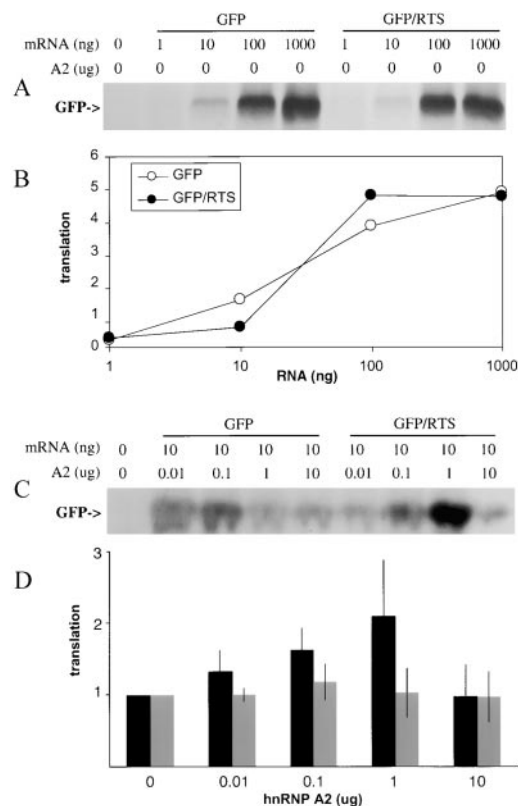 GFP GFP/RTS
mRNA (ng) 0 1 10 100 1000 1 10 100 1000
A2 (ug) 0 0 0 0 0 0 0 0 0
A
GFP->
B
6
5
4
3
2
1
0
translation
GFP
GFP/RTS
1 10 100 1000
RNA (ng)
GFP GFP/RTS
mRNA (ng) 0 10 10 10 10 10 10 10 10
A2 (ug) 0 0.01 0.1 1 10 0.01 0.1 1 10
C
GFP->
D
3
2
1
translation
0 0.01 0.1 1 10
hnRNP A2 (ug)